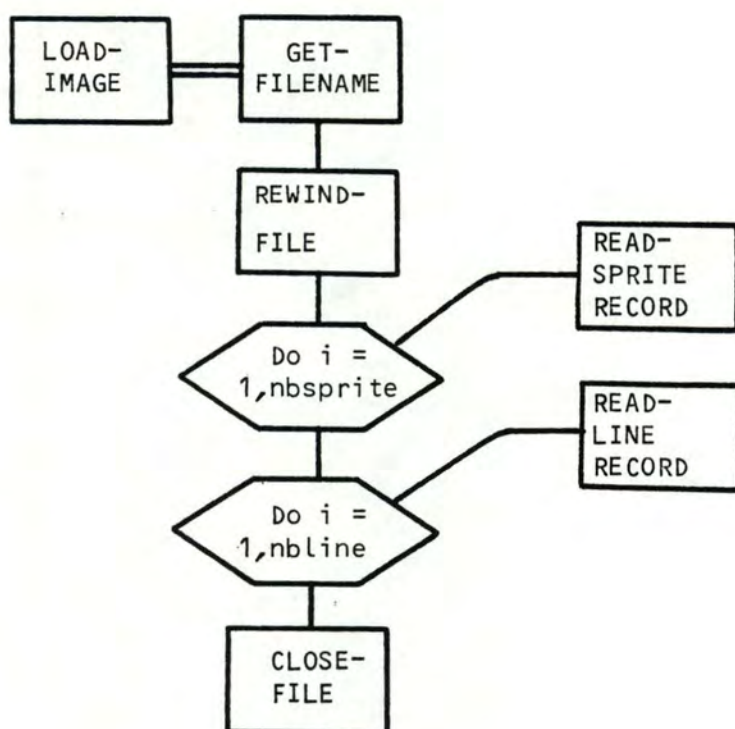 LOAD-
IMAGE
GET-
FILENAME
REWIND-
FILE
READ-
SPRITE
RECORD
Do i =
1,nbsprite
READ-
LINE
RECORD
Do i =
1,nbline
CLOSE-
FILE